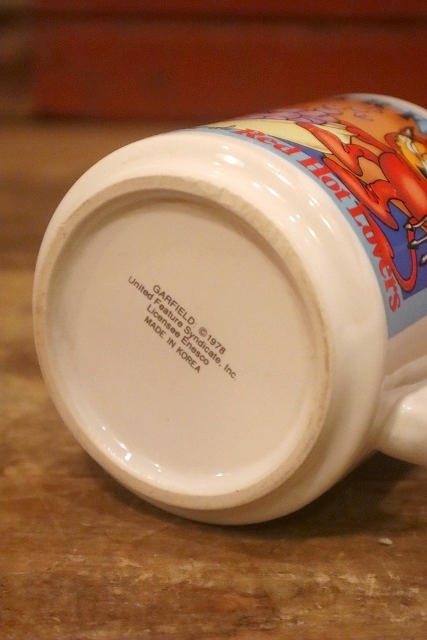 Red Hot Lovers
GARFIELD: ©1978
United Feature Syndicate, Inc.
Licensee Enesco
MADE IN KOREA